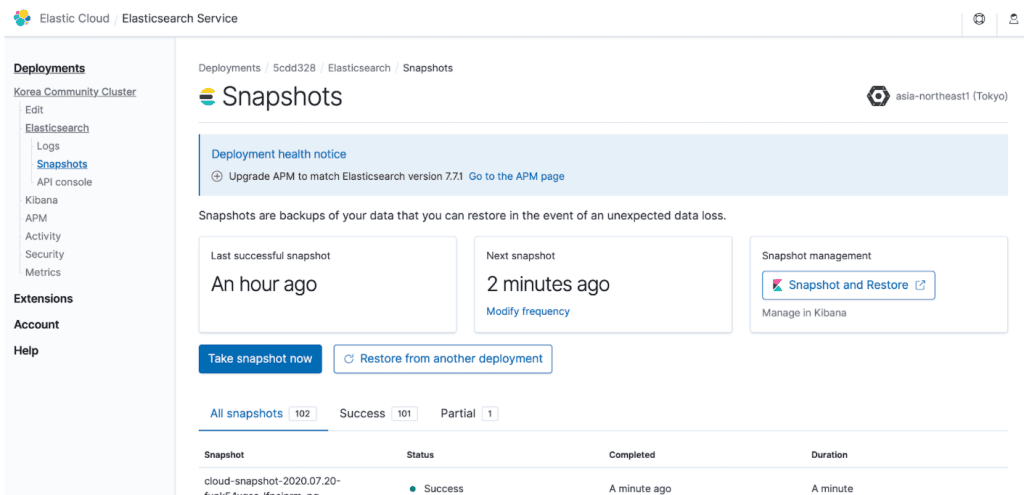 Elastic Cloud / Elasticsearch Service
Deployments
Korea Community Cluster
Edit
Elasticsearch
Logs
Snapshots
API console
Kibana
APM
Activity
Security
Metrics
Extensions
Account
Help
Deployments / 5cdd328 / Elasticsearch / Snapshots
Snapshots
asia-northeast1 (Tokyo)
Deployment health notice
Upgrade APM to match Elasticsearch version 7.7.1 Go to the APM page
Snapshots are backups of your data that you can restore in the event of an unexpected data loss.
Last successful snapshot
An hour ago
Next snapshot
2 minutes ago
Modify frequency
Snapshot management
Snapshot and Restore
Manage in Kibana
Take snapshot now
Restore from another deployment
All snapshots 102
Success 101
Partial 1
Snapshot Status Completed Duration
cloud-snapshot-2020.07.20-
Success A minute ago A minute